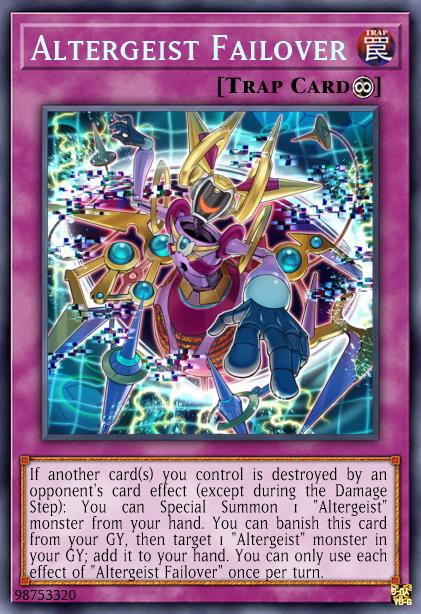 ALTERGEIST FAILOVER
TRAP
罠
[TRAP CARD]
If another card(s) you control is destroyed by an
opponent's card effect (except during the Damage
Step): You can Special Summon 1 "Altergeist"
monster from your hand. You can banish this card
from your GY, then target 1 "Altergeist" monster in
your GY; add it to your hand. You can only use each
effect of "Altergeist Failover" once per turn.
98753320